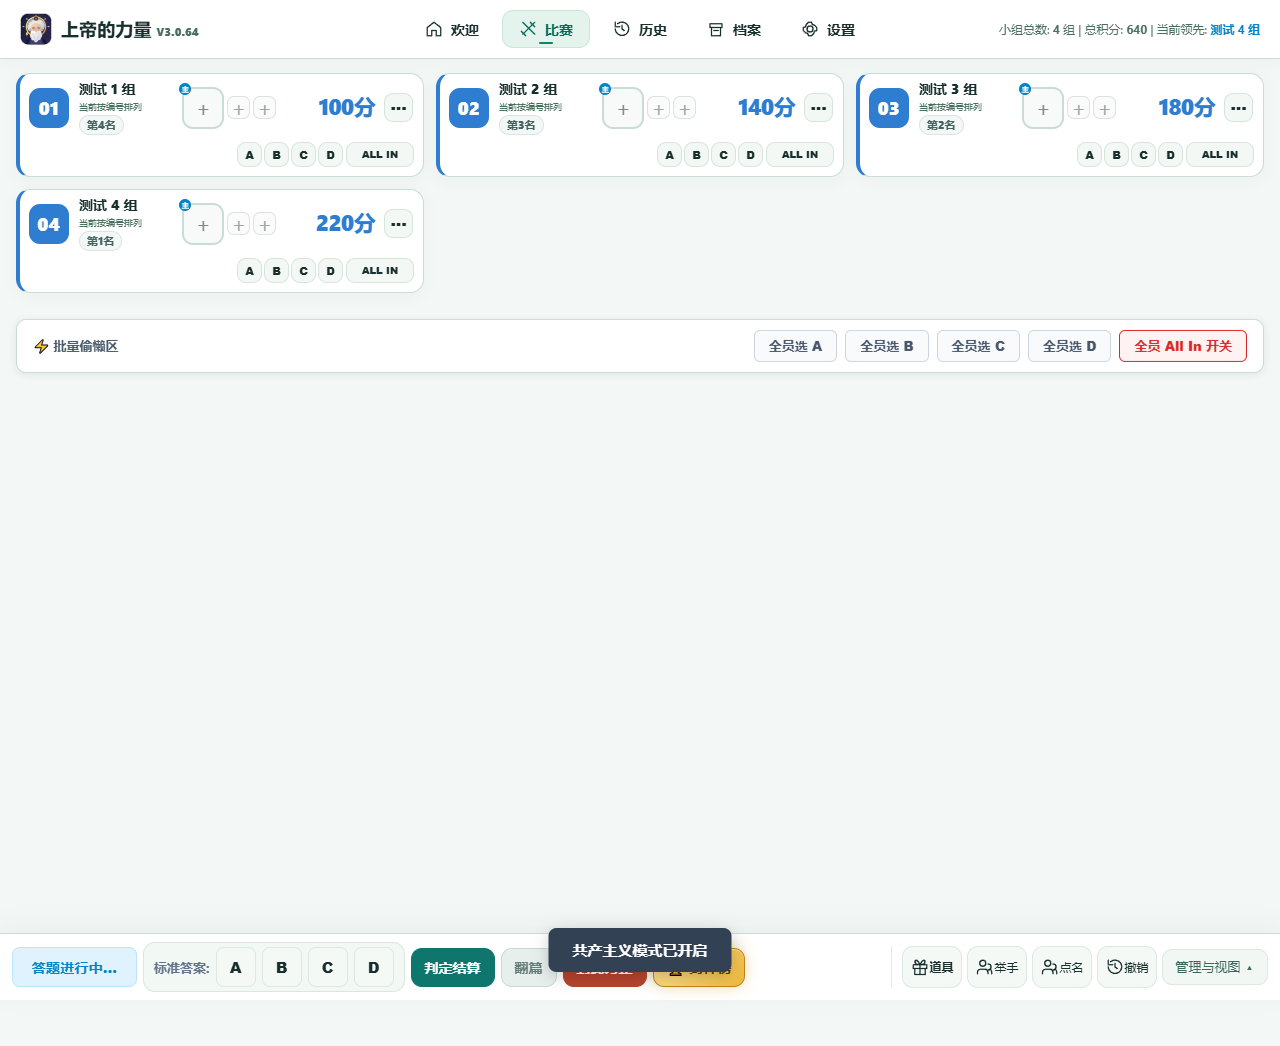 上帝的力量 V3.0.64
欢迎
比赛
历史
档案
设置
小组总数: 4 组 | 总积分: 640 | 当前领先: 测试 4 组
01
测试 1 组
当前按编号排列
第4名
主
+
+
+
100分
...
A
B
C
D
ALL IN
02
测试 2 组
当前按编号排列
第3名
主
+
+
+
140分
...
A
B
C
D
ALL IN
03
测试 3 组
当前按编号排列
第2名
主
+
+
+
180分
...
A
B
C
D
ALL IN
04
测试 4 组
当前按编号排列
第1名
主
+
+
+
220分
...
A
B
C
D
ALL IN
批量偷懒区
全员选 A
全员选 B
全员选 C
全员选 D
全员 All In 开关
共产主义模式已开启
答题进行中...
标准答案:
A
B
C
D
判定结算
翻篇
道具
举手
点名
撤销
管理与视图 ▲